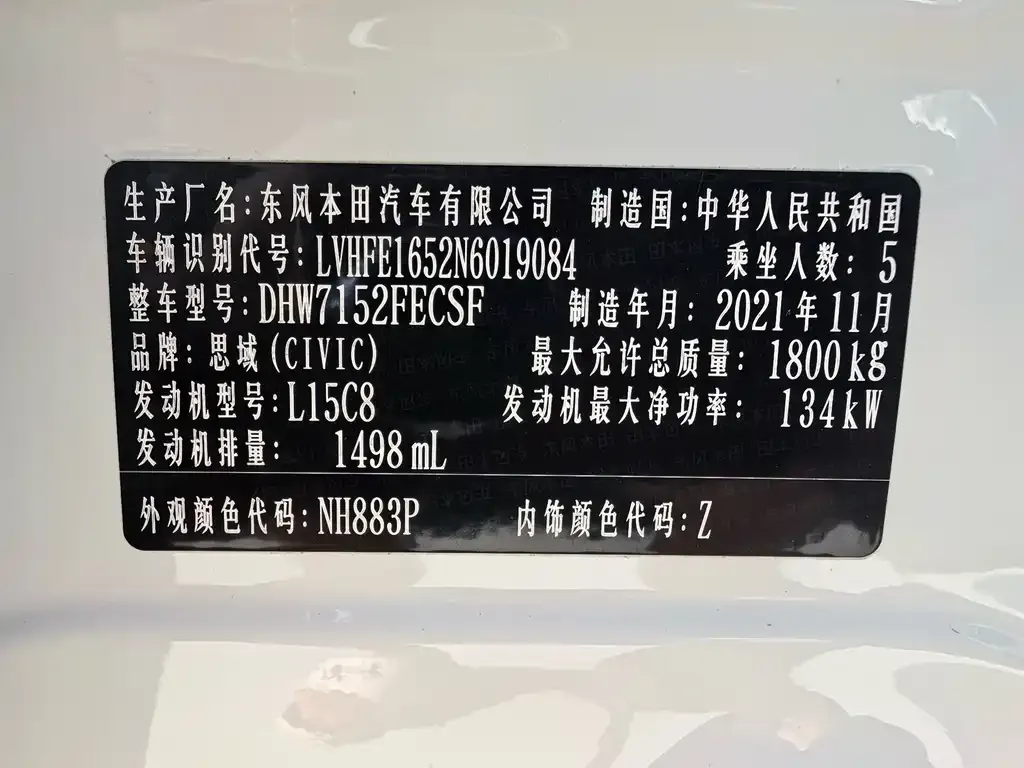 生产厂名:东风本田汽车有限公司 制造国:中华人民共和国
车辆识别代号:LVHFE1652N6019084 乘坐人数: 5
整车型号:DHW7152FECSF 制造年月: 2021年11月
品牌: 思域(CIVIC) 最大允许总质量: 1800kg
发动机型号:L15C8 发动机最大净功率: 134kW
发动机排量: 1498mL
外观颜色代码:NH883P 内饰颜色代码:Z